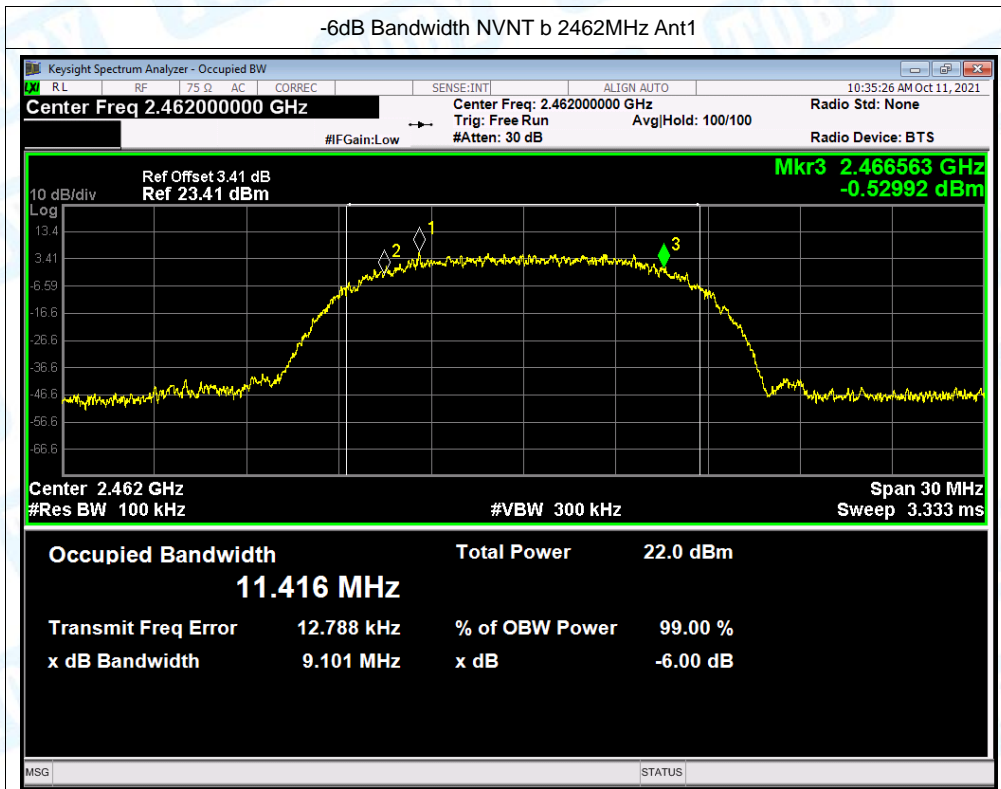 -6dB Bandwidth NVNT b 2462MHz Ant1
Keysight Spectrum Analyzer - Occupied BW
LXI RL RF 75 Ω AC CORREC SENSE:INT ALIGN AUTO 10:35:26 AM Oct 11, 2021
Center Freq 2.462000000 GHz Center Freq: 2.462000000 GHz Radio Std: None
Trig: Free Run Avg|Hold: 100/100
#IFGain:Low #Atten: 30 dB Radio Device: BTS
Ref Offset 3.41 dB Mkr3 2.466563 GHz
10 dB/div Ref 23.41 dBm -0.52992 dBm
Log
13.4
1
2
3
3.41
-6.59
-16.6
-26.6
-36.6
-46.6
-56.6
-66.6
Center 2.462 GHz Span 30 MHz
#Res BW 100 kHz #VBW 300 kHz Sweep 3.333 ms
Occupied Bandwidth Total Power 22.0 dBm
11.416 MHz
Transmit Freq Error 12.788 kHz % of OBW Power 99.00 %
x dB Bandwidth 9.101 MHz x dB -6.00 dB
MSG STATUS